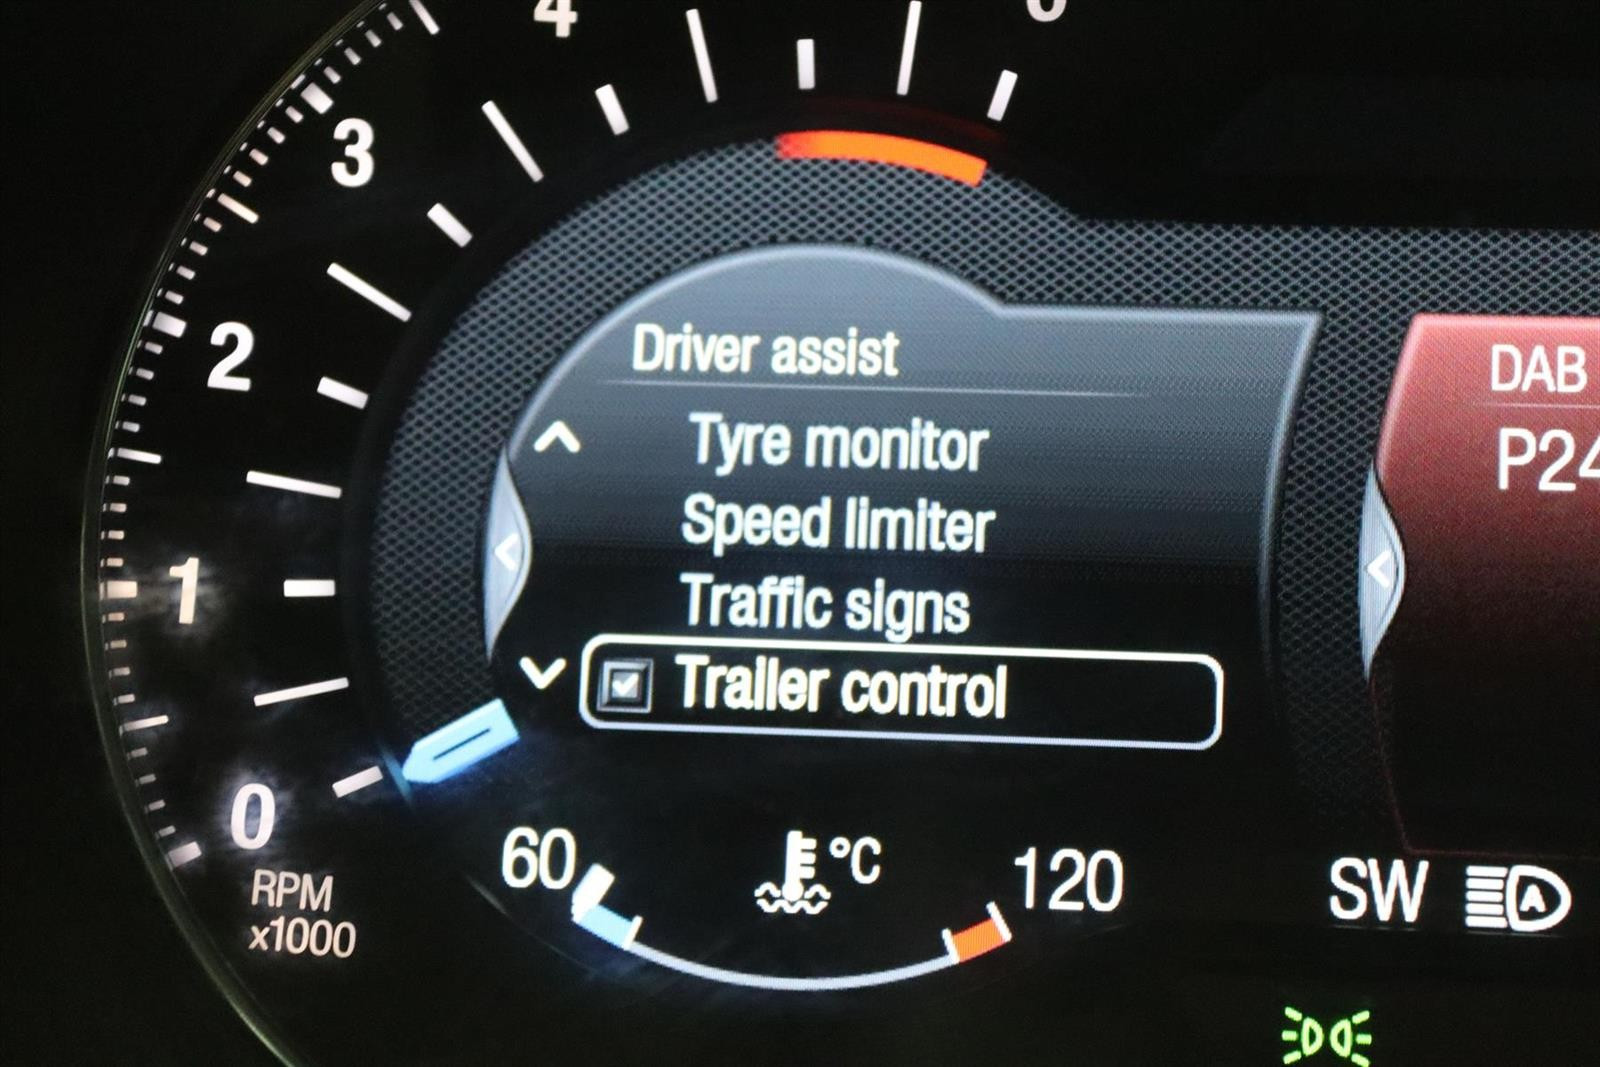 4
3
2
1
0
RPM
x1000
Driver assist
Tyre monitor
Speed limiter
Traffic signs
Trailer control
60
°C
120
DAB
P24
SW
A